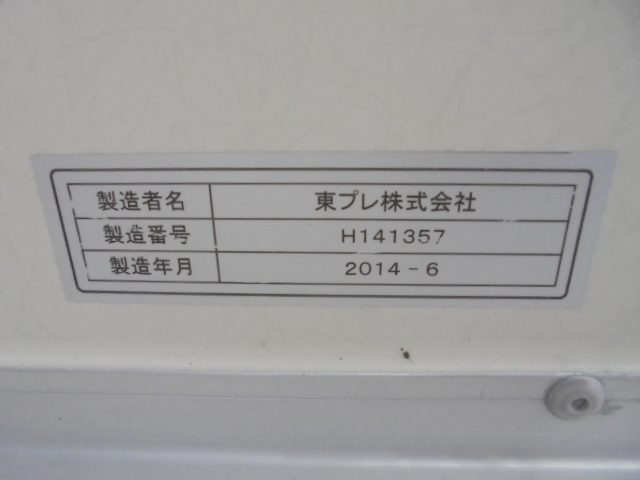 製造者名 東プレ株式会社
製造番号 H141357
製造年月 2014-6